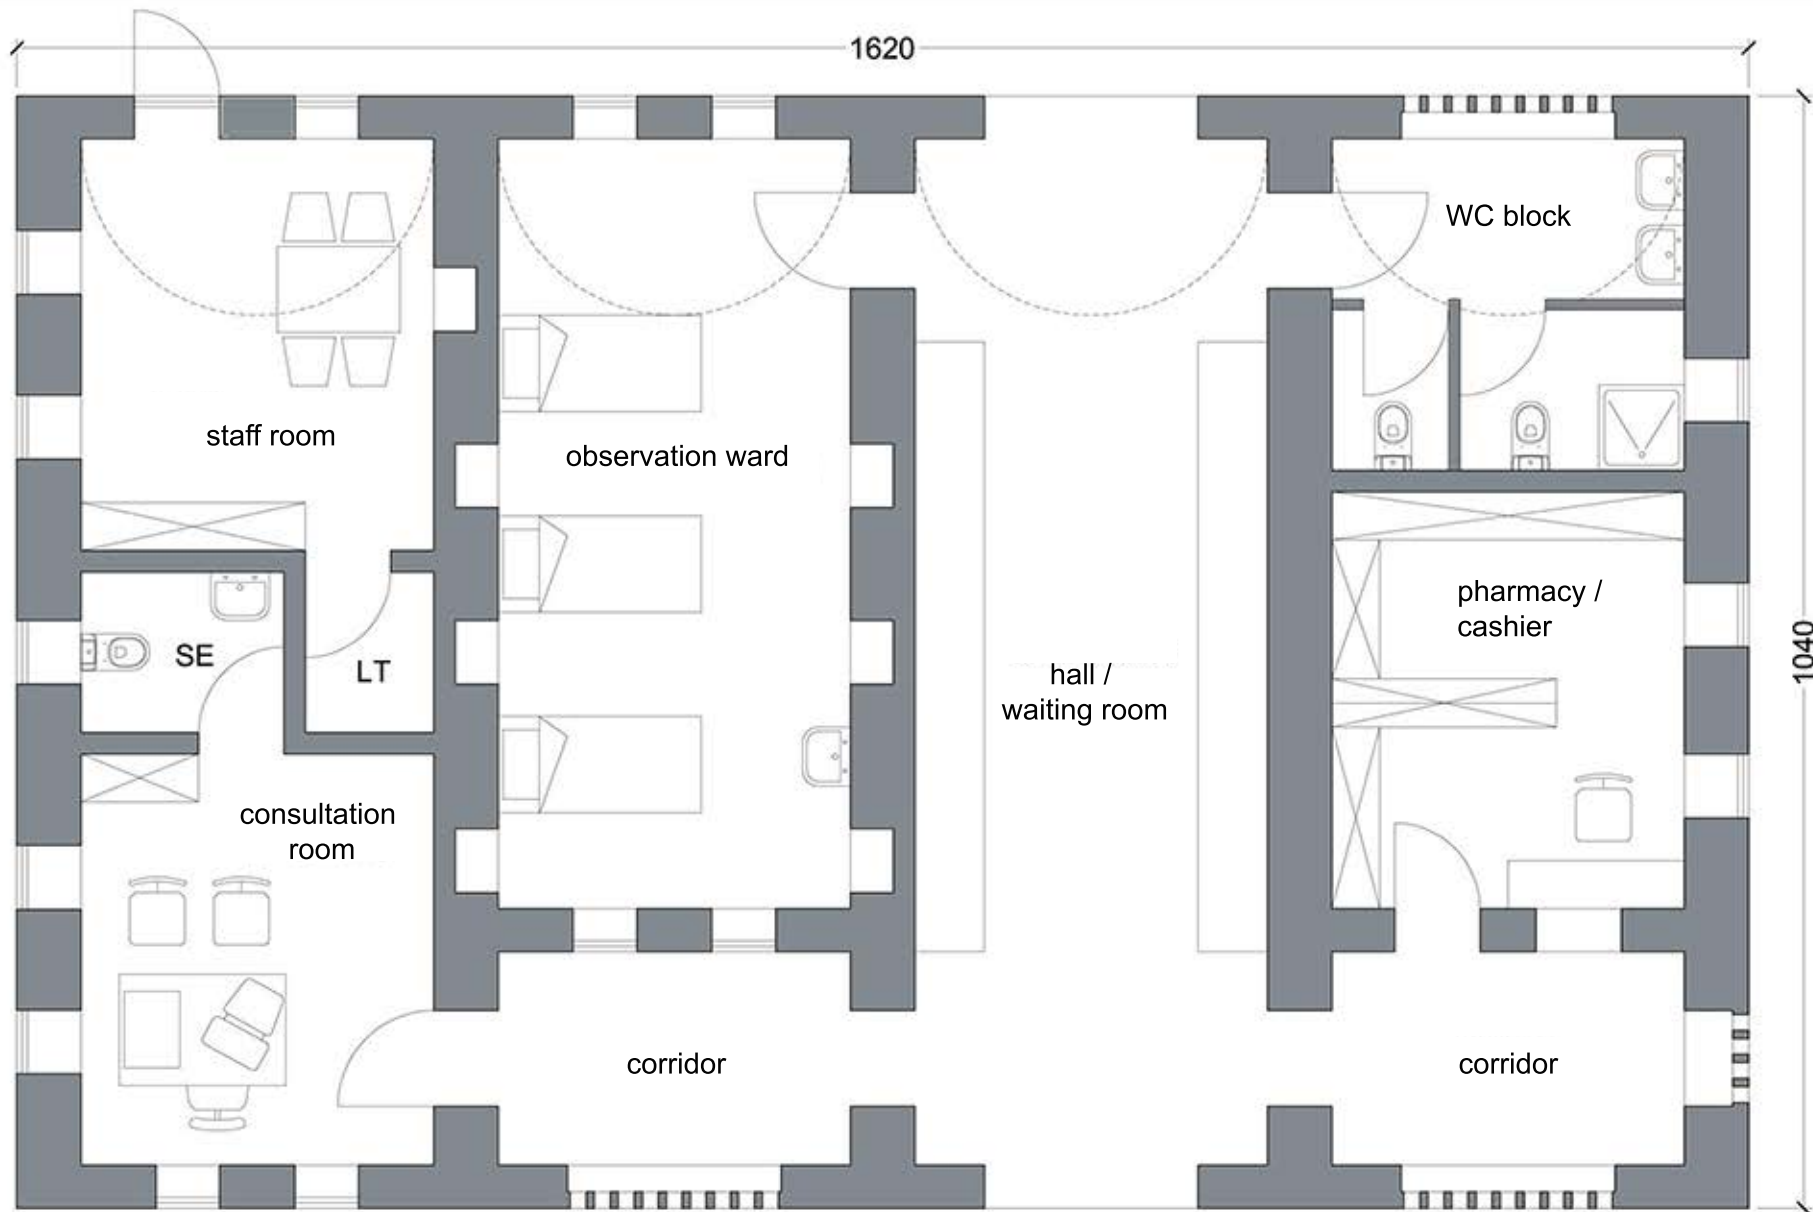 1620
WC block
staff room
observation ward
pharmacy /
cashier
SE
LT
hall /
waiting room
1040
consultation
room
corridor
corridor